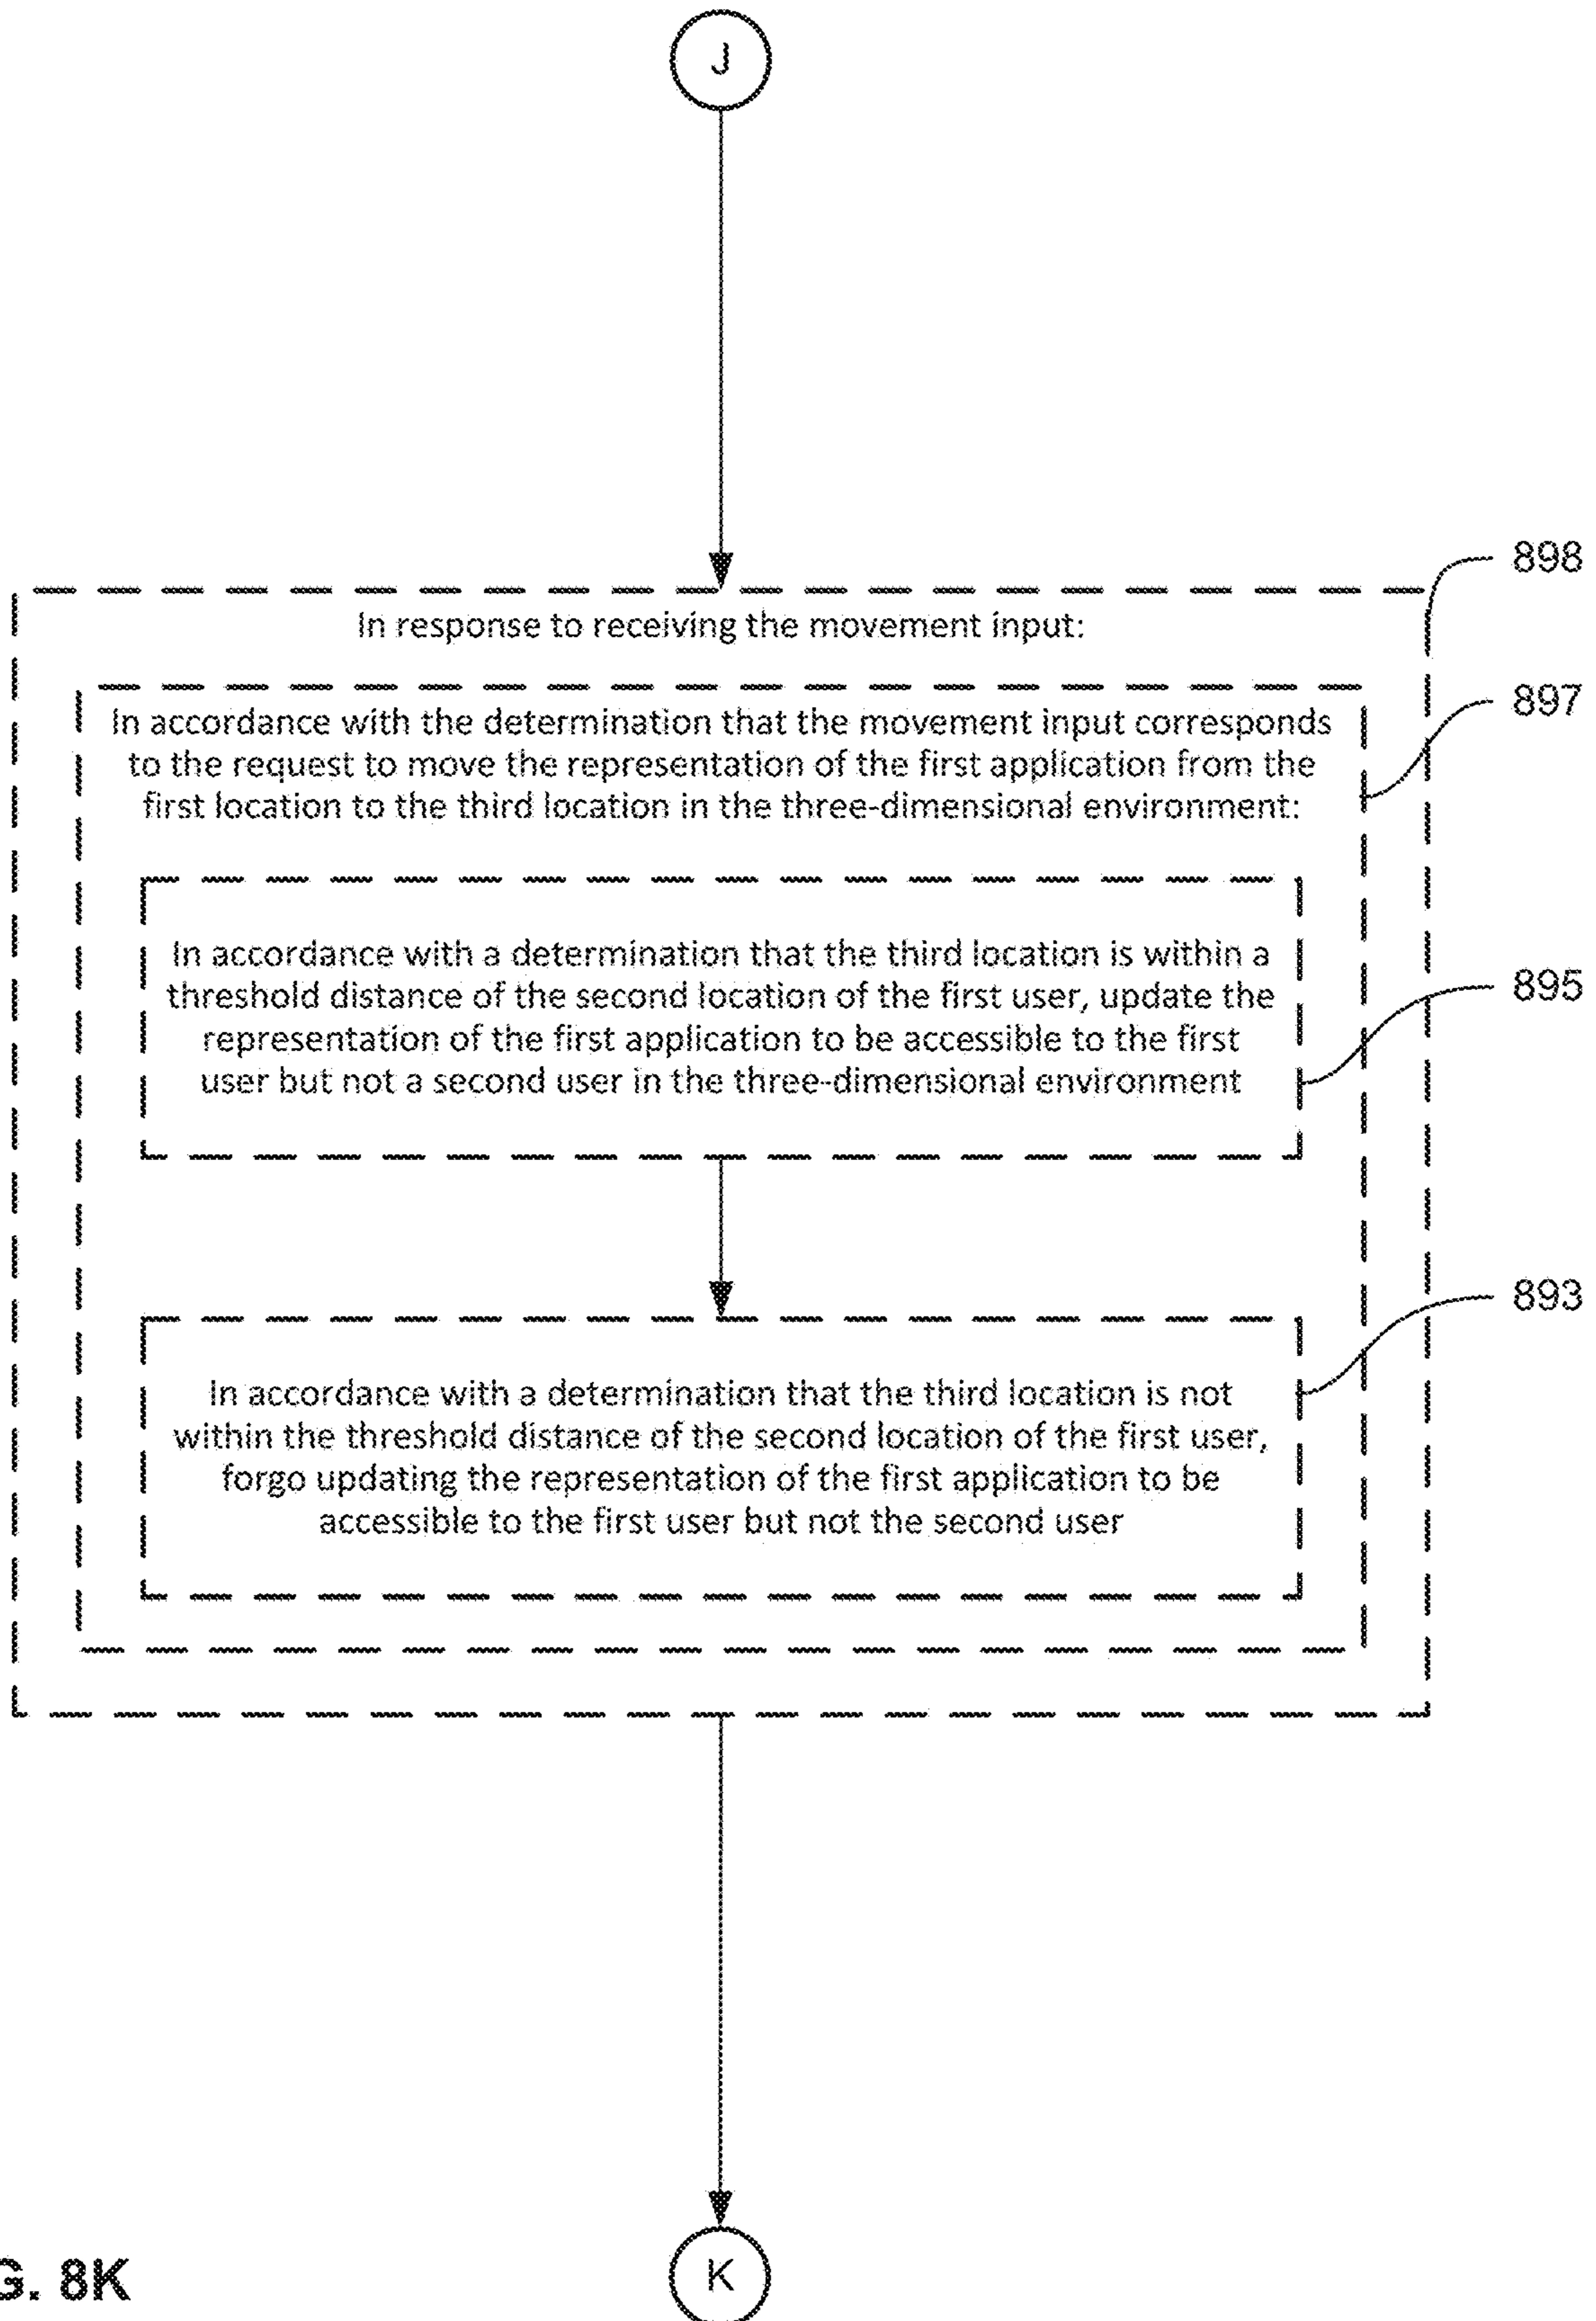 J
898
In response to receiving the movement input:
897
In accordance with the determination that the movement input corresponds
to the request to move the representation of the first application from the
first location to the third location in the three-dimensional environment:
In accordance with a determination that the third location is within a
threshold distance of the second location of the first user, update the
representation of the first application to be accessible to the first
user but not a second user in the three-dimensional environment
895
893
In accordance with a determination that the third location is not
within the threshold distance of the second location of the first user,
forgo updating the representation of the first application to be
accessible to the first user but not the second user
K
G. 8K